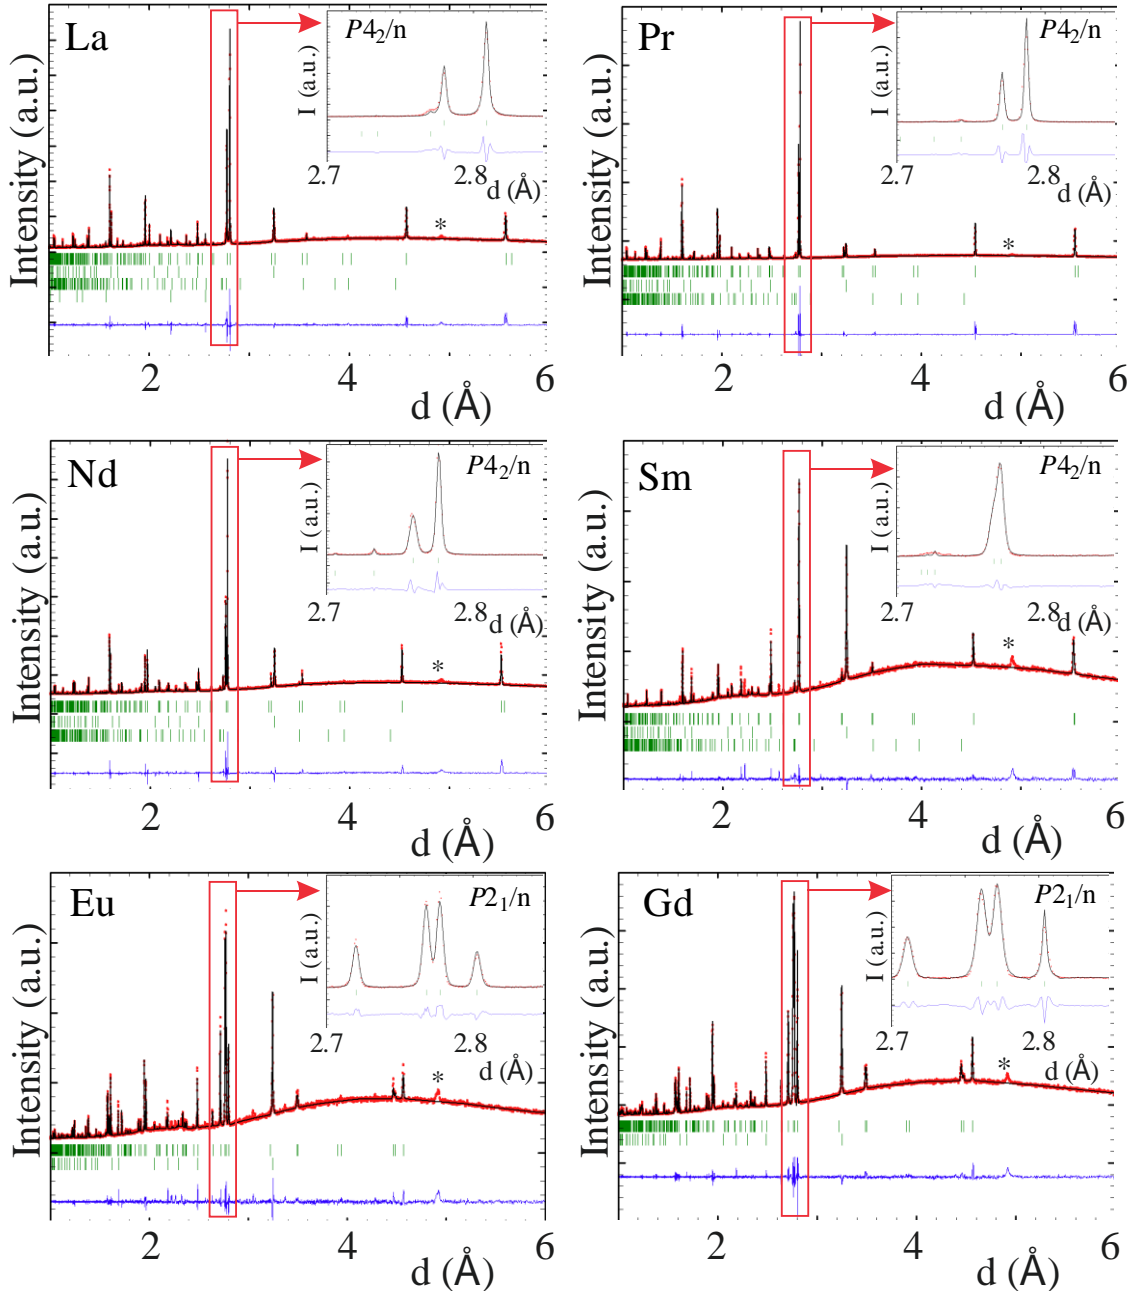 La
P4₂/n
I (a.u.)
2.7
2.8
d (Å)
*
Intensity (a.u.)
2
4
6
d (Å)
Pr
P4₂/n
I (a.u.)
2.7
2.8
d (Å)
*
Intensity (a.u.)
2
4
6
d (Å)
Nd
P4₂/n
I (a.u.)
2.7
2.8
d (Å)
*
Intensity (a.u.)
2
4
6
d (Å)
Sm
P4₂/n
I (a.u.)
2.7
2.8
d (Å)
*
Intensity (a.u.)
2
4
6
d (Å)
Eu
P2₁/n
I (a.u.)
2.7
2.8
d (Å)
*
Intensity (a.u.)
2
4
6
d (Å)
Gd
P2₁/n
I (a.u.)
2.7
2.8
d (Å)
*
Intensity (a.u.)
2
4
6
d (Å)